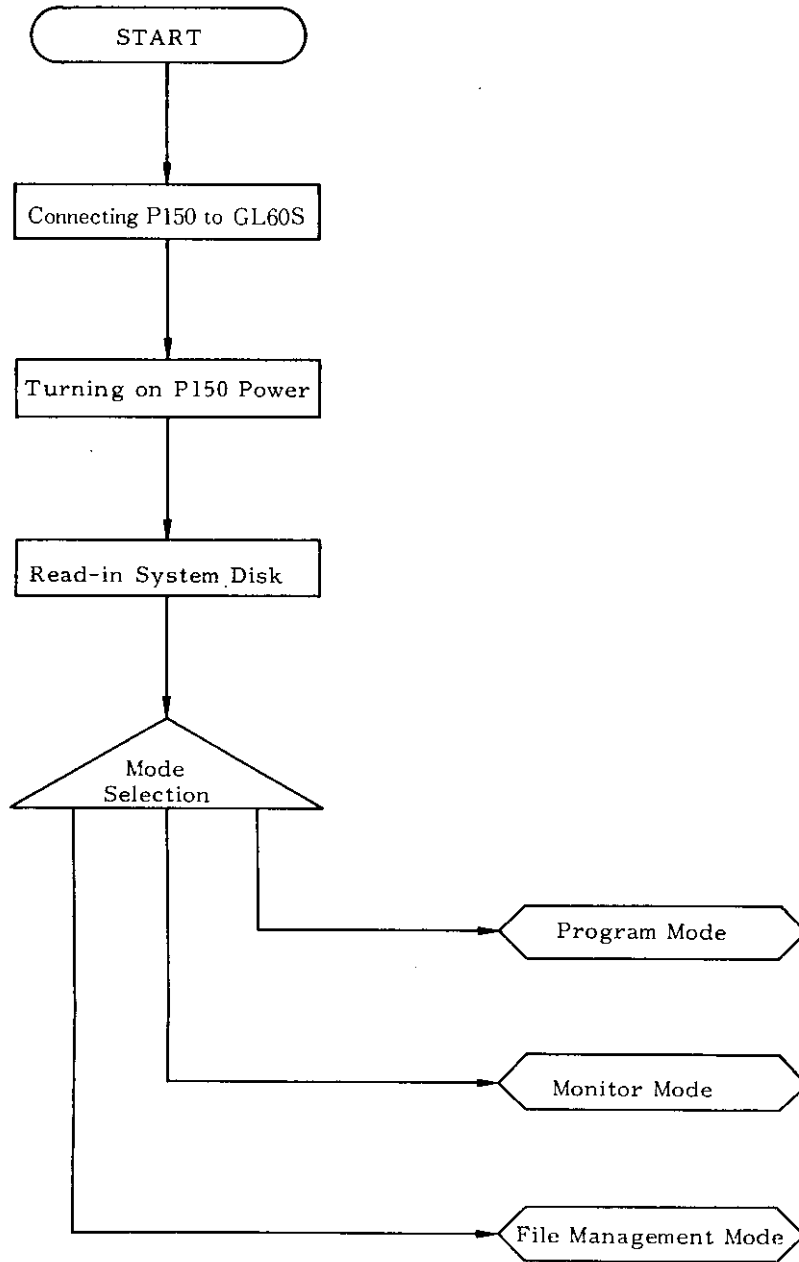 START
Connecting P150 to GL60S
Turning on P150 Power
Read-in System Disk
Mode
Selection
Program Mode
Monitor Mode
File Management Mode